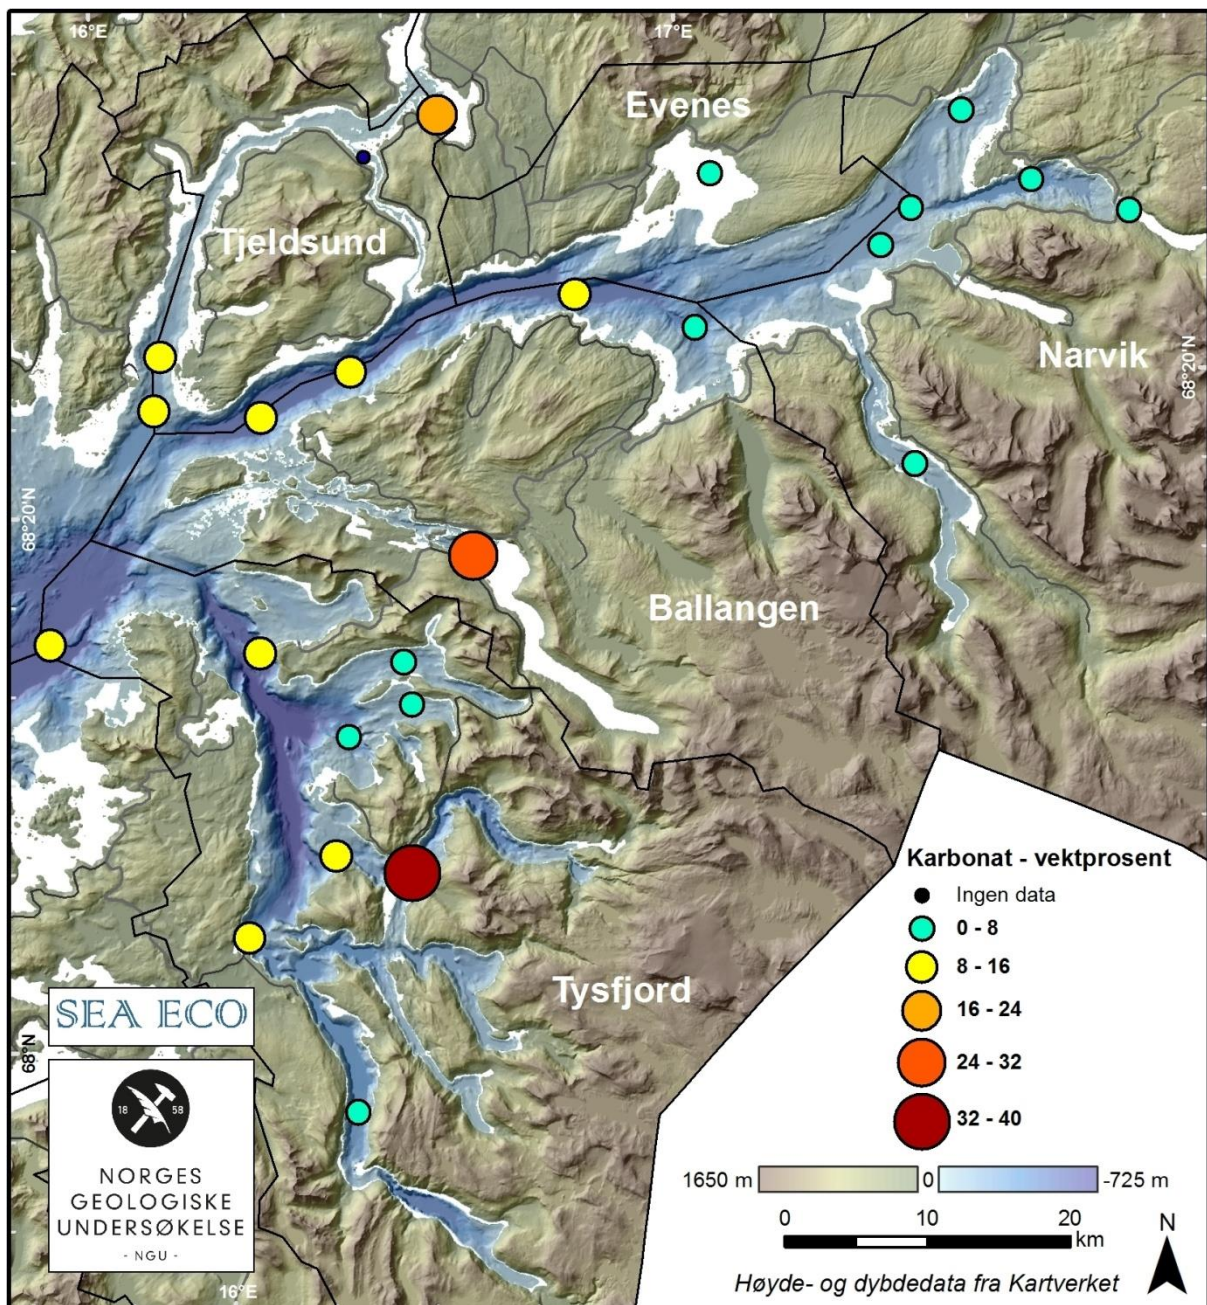 16°E
17°E
Evenes
Tjeldsund
Narvik
68°20'N
68°20'N
Ballangen
Karbonat - vektprosent
Ingen data
0 - 8
8 - 16
16 - 24
24 - 32
32 - 40
Tysfjord
SEA ECO
68°N
18 58
NORGES
GEOLOGISKE
UNDERSØKELSE
- NGU -
1650 m 0 -725 m
0 10 20
km
N
Høyde- og dybdedata fra Kartverket
16°E